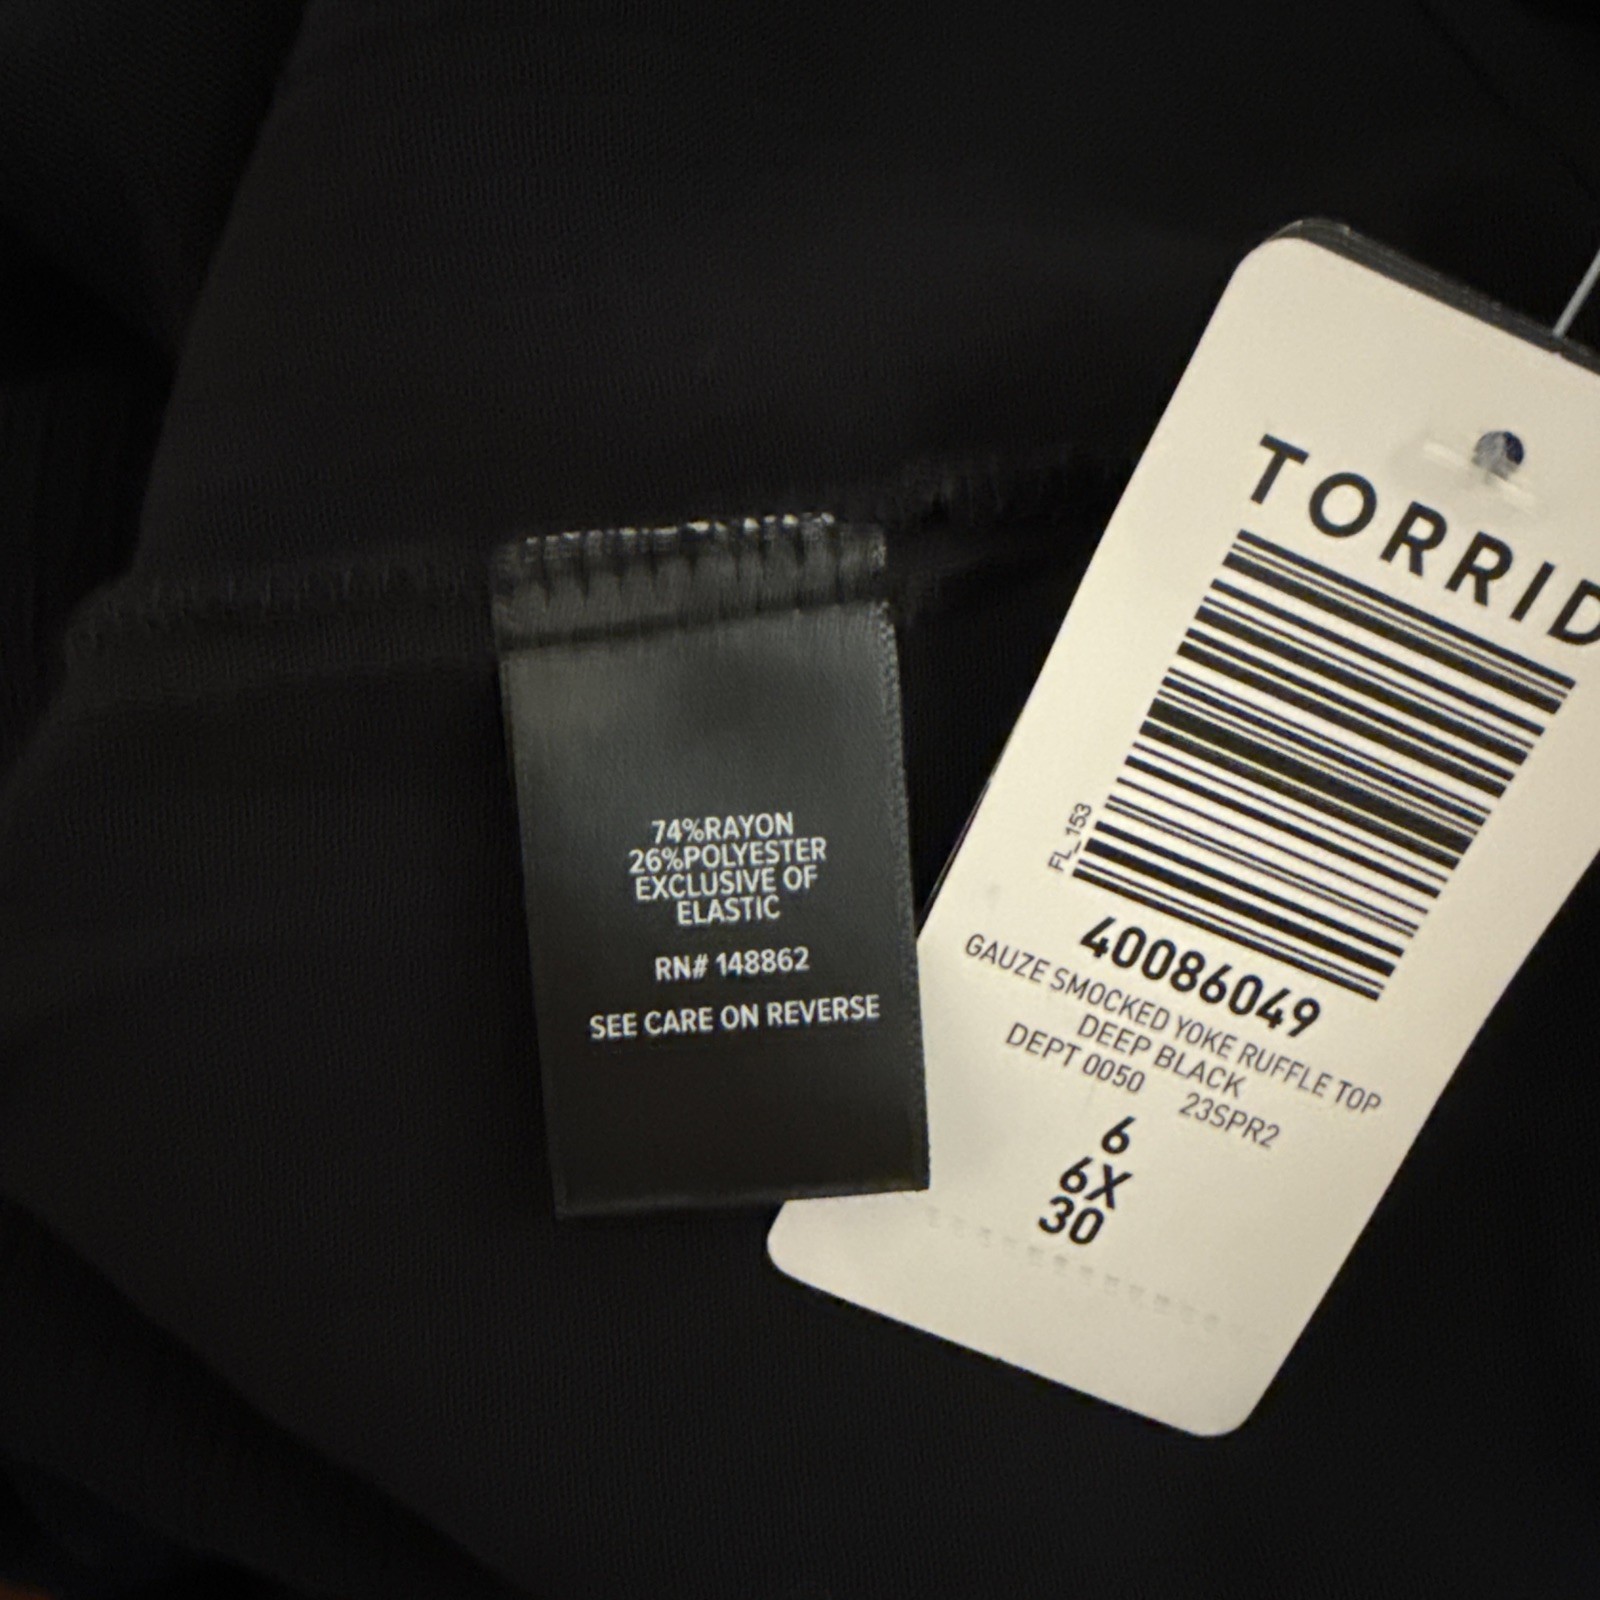 74%RAYON
26%POLYESTER
EXCLUSIVE OF
ELASTIC
RN# 148862
SEE CARE ON REVERSE
TORRID
FL_153
40086049
GAUZE SMOCKED YOKE RUFFLE TOP
DEEP BLACK
DEPT 0050 23SPR2
6
6X
30